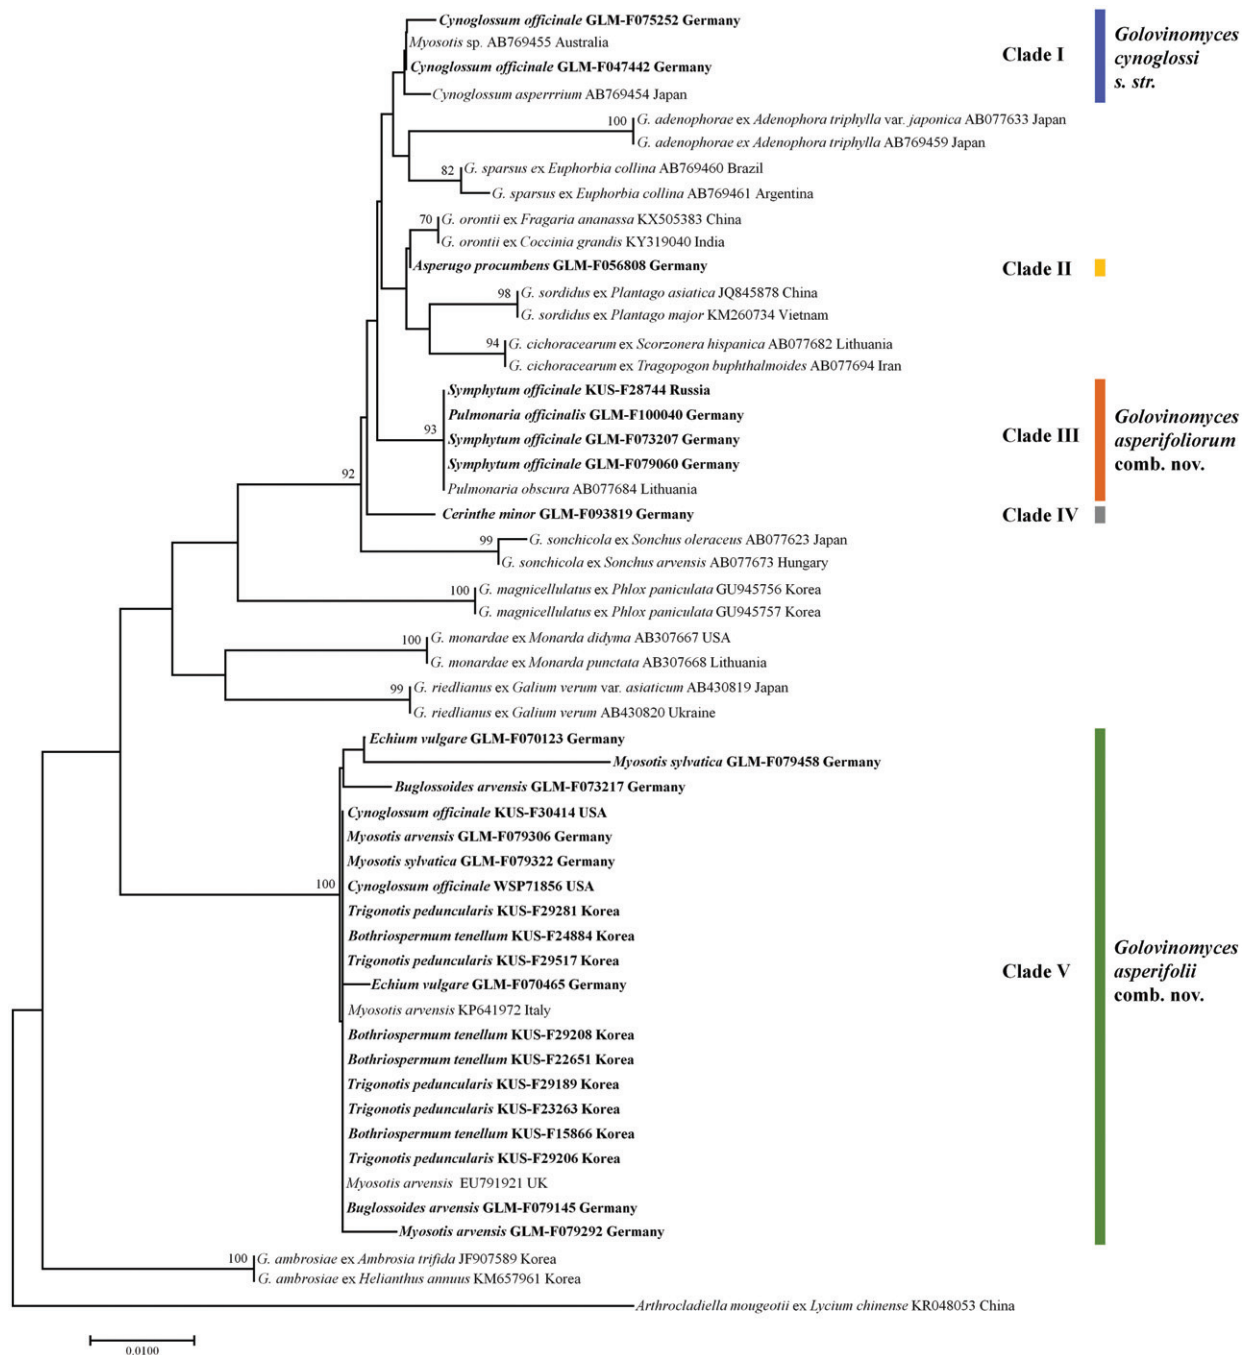 Cynoglossum officinale GLM-F075252 Germany
Myosotis sp. AB769455 Australia
Cynoglossum officinale GLM-F047442 Germany
Cynoglossum asperrrium AB769454 Japan
Clade I
Golovinomyces
cynoglossi
s. str.
100
G. adenophorae ex Adenophora triphylla var. japonica AB077633 Japan
G. adenophorae ex Adenophora triphylla AB769459 Japan
82
G. sparsus ex Euphorbia collina AB769460 Brazil
G. sparsus ex Euphorbia collina AB769461 Argentina
70
G. orontii ex Fragaria ananassa KX505383 China
G. orontii ex Coccinia grandis KY319040 India
Asperugo procumbens GLM-F056808 Germany
Clade II
98
G. sordidus ex Plantago asiatica JQ845878 China
G. sordidus ex Plantago major KM260734 Vietnam
94
G. cichoracearum ex Scorzonera hispanica AB077682 Lithuania
G. cichoracearum ex Tragopogon buphthalmoides AB077694 Iran
Symphytum officinale KUS-F28744 Russia
Pulmonaria officinalis GLM-F100040 Germany
93
Symphytum officinale GLM-F073207 Germany
Symphytum officinale GLM-F079060 Germany
Pulmonaria obscura AB077684 Lithuania
Clade III
Golovinomyces
asperifoliorum
comb. nov.
92
Cerinthe minor GLM-F093819 Germany
Clade IV
99
G. sonchicola ex Sonchus oleraceus AB077623 Japan
G. sonchicola ex Sonchus arvensis AB077673 Hungary
100
G. magnicellulatus ex Phlox paniculata GU945756 Korea
G. magnicellulatus ex Phlox paniculata GU945757 Korea
100
G. monardae ex Monarda didyma AB307667 USA
G. monardae ex Monarda punctata AB307668 Lithuania
99
G. riedlianus ex Galium verum var. asiaticum AB430819 Japan
G. riedlianus ex Galium verum AB430820 Ukraine
Echium vulgare GLM-F070123 Germany
Myosotis sylvatica GLM-F079458 Germany
Buglossoides arvensis GLM-F073217 Germany
Cynoglossum officinale KUS-F30414 USA
Myosotis arvensis GLM-F079306 Germany
Myosotis sylvatica GLM-F079322 Germany
100
Cynoglossum officinale WSP71856 USA
Trigonotis peduncularis KUS-F29281 Korea
Bothriospermum tenellum KUS-F24884 Korea
Trigonotis peduncularis KUS-F29517 Korea
Echium vulgare GLM-F070465 Germany
Myosotis arvensis KP641972 Italy
Bothriospermum tenellum KUS-F29208 Korea
Bothriospermum tenellum KUS-F22651 Korea
Trigonotis peduncularis KUS-F29189 Korea
Trigonotis peduncularis KUS-F23263 Korea
Bothriospermum tenellum KUS-F15866 Korea
Trigonotis peduncularis KUS-F29206 Korea
Myosotis arvensis EU791921 UK
Buglossoides arvensis GLM-F079145 Germany
Myosotis arvensis GLM-F079292 Germany
Clade V
Golovinomyces
asperifolii
comb. nov.
100
G. ambrosiae ex Ambrosia trifida JF907589 Korea
G. ambrosiae ex Helianthus annuus KM657961 Korea
Arthrocladiella mougeotii ex Lycium chinense KR048053 China
0.0100